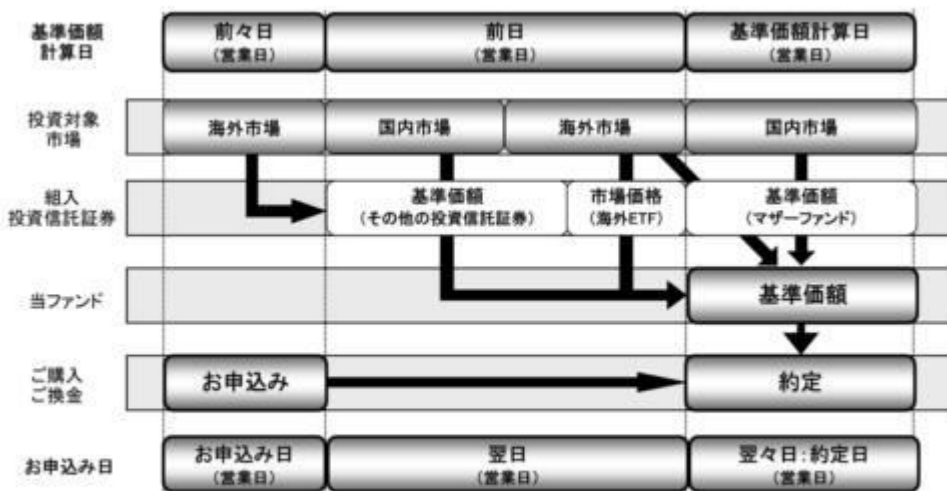 基準価額
計算日
前々日
(営業日)
前日
(営業日)
基準価額計算日
(営業日)
投資対象
市場
海外市場
国内市場
海外市場
国内市場
組入
投資信託証券
基準価額
(その他の投資信託証券)
市場価格
(海外ETF)
基準価額
(マザーファンド)
当ファンド
基準価額
ご購入
ご換金
お申込み
約定
お申込み日
お申込み日
(営業日)
翌日
(営業日)
翌々日:約定日
(営業日)